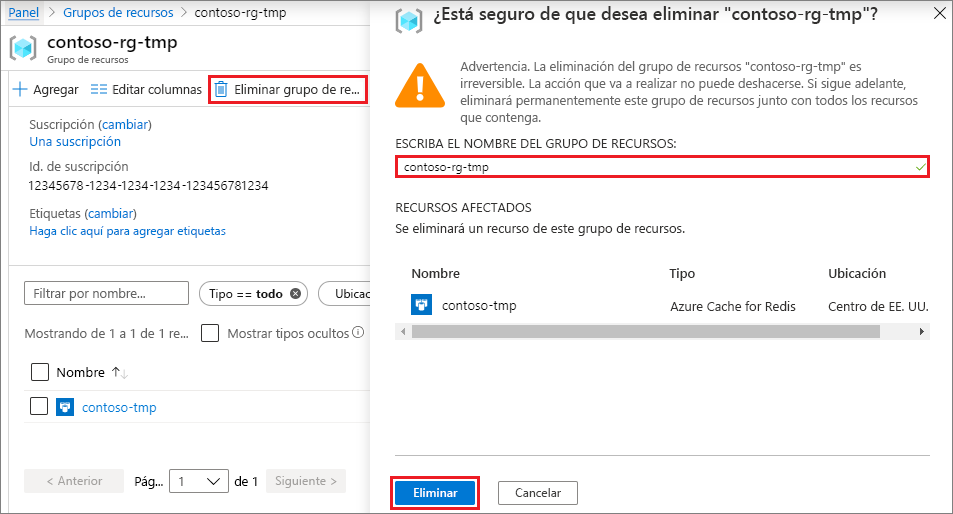 Panel > Grupos de recursos > contoso-rg-tmp
contoso-rg-tmp
Grupo de recursos
Agregar
Editar columnas
Eliminar grupo de re...
Suscripción (cambiar)
Una suscripción
Id. de suscripción
12345678-1234-1234-1234-123456781234
Etiquetas (cambiar)
Haga clic aquí para agregar etiquetas
Filtrar por nombre...
Tipo == todo
Ubicac
Mostrando de 1 a 1 de 1 re...
Mostrar tipos ocultos
Nombre
contoso-tmp
< Anterior
Pág...
1
de 1
Siguiente >
¿Está seguro de que desea eliminar "contoso-rg-tmp"?
Advertencia. La eliminación del grupo de recursos "contoso-rg-tmp" es
irreversible. La acción que va a realizar no puede deshacerse. Si sigue adelante,
eliminará permanentemente este grupo de recursos junto con todos los recursos
que contenga.
ESCRIBA EL NOMBRE DEL GRUPO DE RECURSOS:
contoso-rg-tmp
RECURSOS AFECTADOS
Se eliminará un recurso de este grupo de recursos.
Nombre Tipo Ubicación
contoso-tmp Azure Cache for Redis Centro de EE. UU.
Eliminar
Cancelar